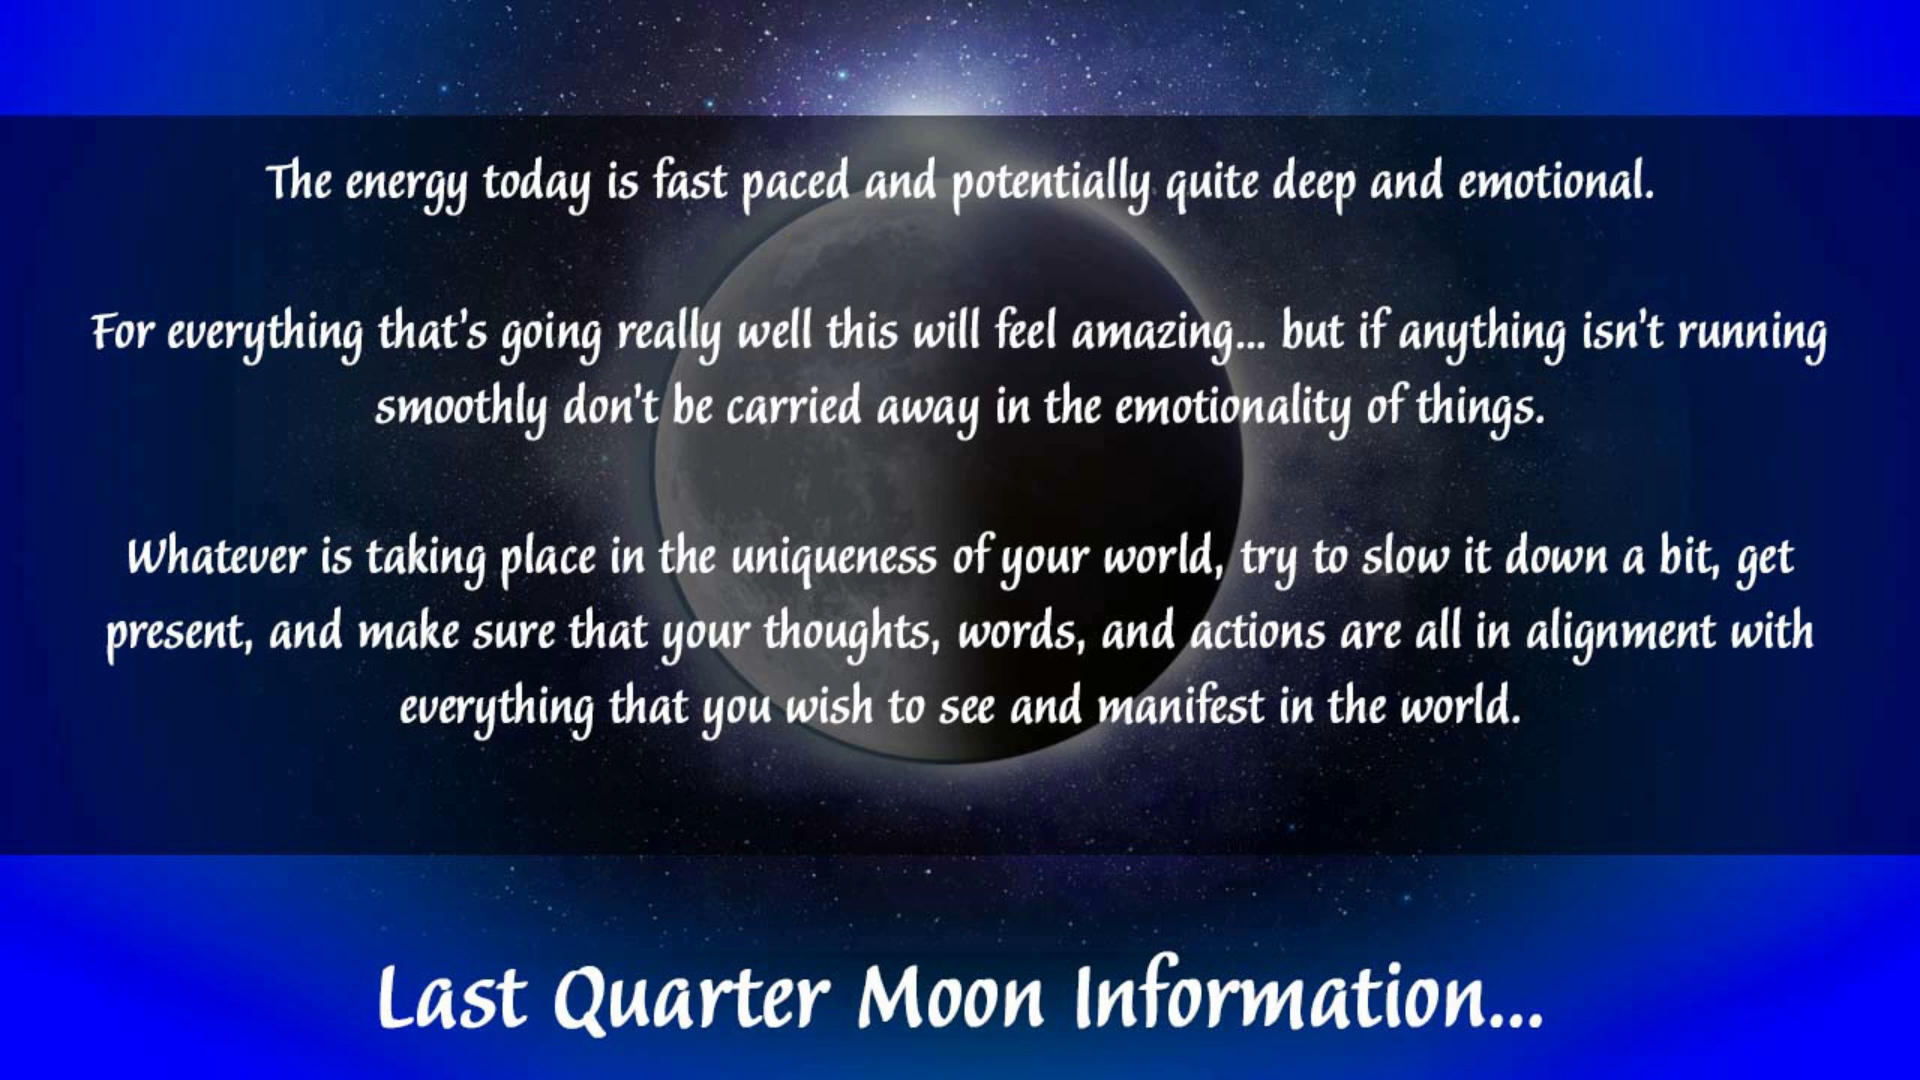 The energy today is fast paced and potentially quite deep and emotional.
For everything that's going really well this will feel amazing... but if anything isn't running
smoothly don't be carried away in the emotionality of things.
Whatever is taking place in the uniqueness of your world, try to slow it down a bit, get
present, and make sure that your thoughts, words, and actions are all in alignment with
everything that you wish to see and manifest in the world.
Last Quarter Moon Information...